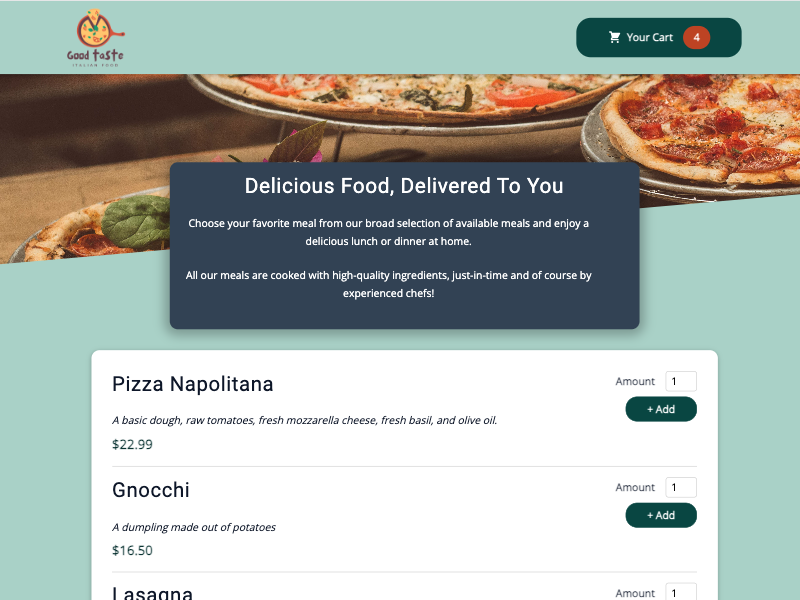 Good taste
ITALIAN FOOD
Your Cart 4
Delicious Food, Delivered To You
Choose your favorite meal from our broad selection of available meals and enjoy a
delicious lunch or dinner at home.
All our meals are cooked with high-quality ingredients, just-in-time and of course by
experienced chefs!
Pizza Napolitana
Amount 1
+ Add
A basic dough, raw tomatoes, fresh mozzarella cheese, fresh basil, and olive oil.
$22.99
Gnocchi
Amount 1
+ Add
A dumpling made out of potatoes
$16.50
Lasagna
Amount 1